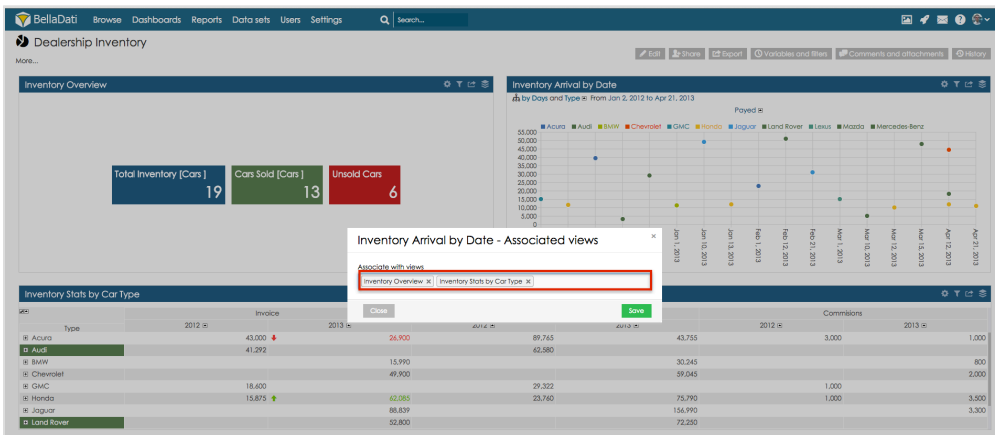 BellaDati Browse Dashboards Reports Data sets Users Settings Search...
Dealership Inventory
More...
Edit Share Export Variables and filters Comments and attachments History
Inventory Overview
Total Inventory [Cars ]
19
Cars Sold [Cars ]
13
Unsold Cars
6
Inventory Arrival by Date
by Days and Type From Jan 2, 2012 to Apr 21, 2013
Payed
Acura Audi BMW Chevrolet GMC Honda Jaguar Land Rover Lexus Mazda Mercedes-Benz
55,000
50,000
45,000
40,000
35,000
30,000
25,000
20,000
15,000
10,000
5,000
0
Jan 1, 2013
Jan 10, 2013
Jan 13, 2013
Feb 1, 2013
Feb 12, 2013
Feb 21, 2013
Mar 1, 2013
Mar 10, 2013
Mar 12, 2013
Mar 15, 2013
Apr 12, 2013
Apr 21, 2013
Inventory Arrival by Date - Associated views ×
Associate with views
Inventory Overview × Inventory Stats by Car Type ×
Close Save
Inventory Stats by Car Type
Invoice Commisions
Type 2012 2013 2012 2013 2012 2013
Acura 43,000 26,900 89,765 43,755 3,000 1,000
Audi 41,292 62,580
BMW 15,990 30,245 800
Chevrolet 49,900 59,045 2,000
GMC 18,600 29,322 1,000
Honda 15,875 62,085 23,760 75,790 1,000 3,500
Jaguar 88,839 156,990 3,300
Land Rover 52,800 72,250